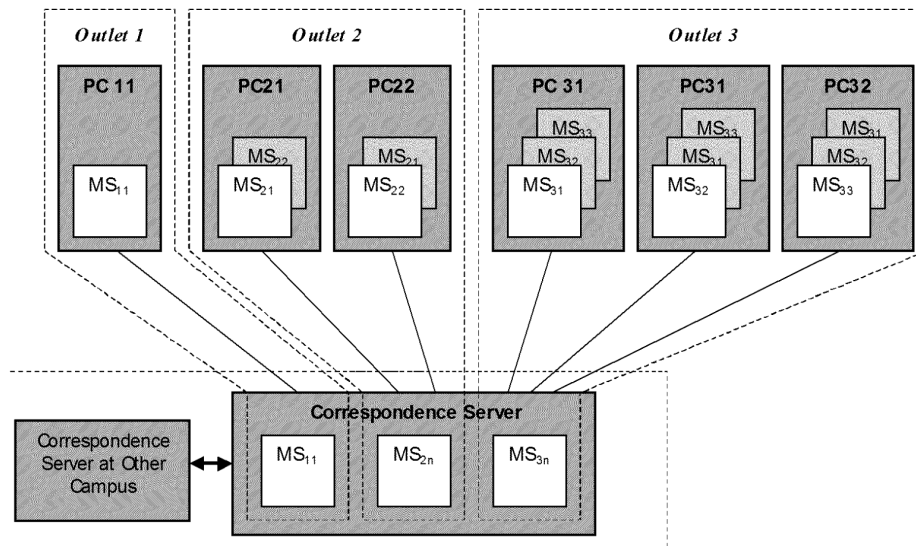 Outlet 1
Outlet 2
Outlet 3
PC 11
PC21
PC22
PC 31
PC31
PC32
MS11
MS22
MS21
MS21
MS22
MS33
MS32
MS31
MS33
MS31
MS32
MS31
MS32
MS33
Correspondence Server
MS11
MS2n
MS3n
Correspondence
Server at Other
Campus